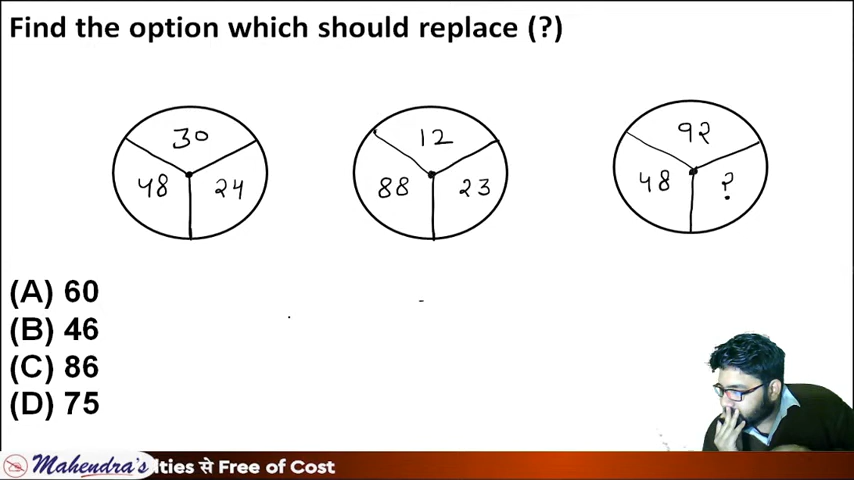 Find the option which should replace (?)
30 12 92
48 24 88 23 48 ?
(A) 60
(B) 46
(C) 86
(D) 75
Mahendra's lties से Free of Cost